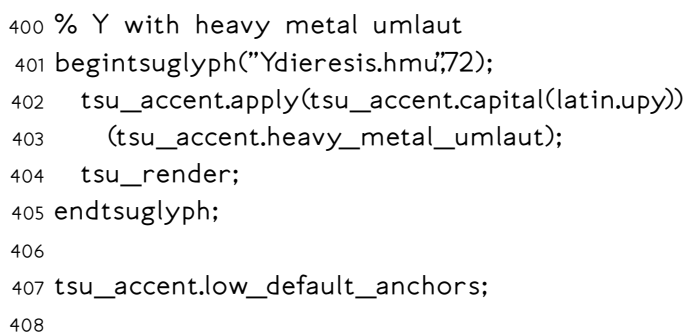 400 % Y with heavy metal umlaut
401 begintsuglyph("Ydieresis.hmu",72);
402 tsu_accent.apply(tsu_accent.capital(latin.upy))
403 (tsu_accent.heavy_metal_umlaut);
404 tsu_render;
405 endtsuglyph;
406
407 tsu_accent.low_default_anchors;
408